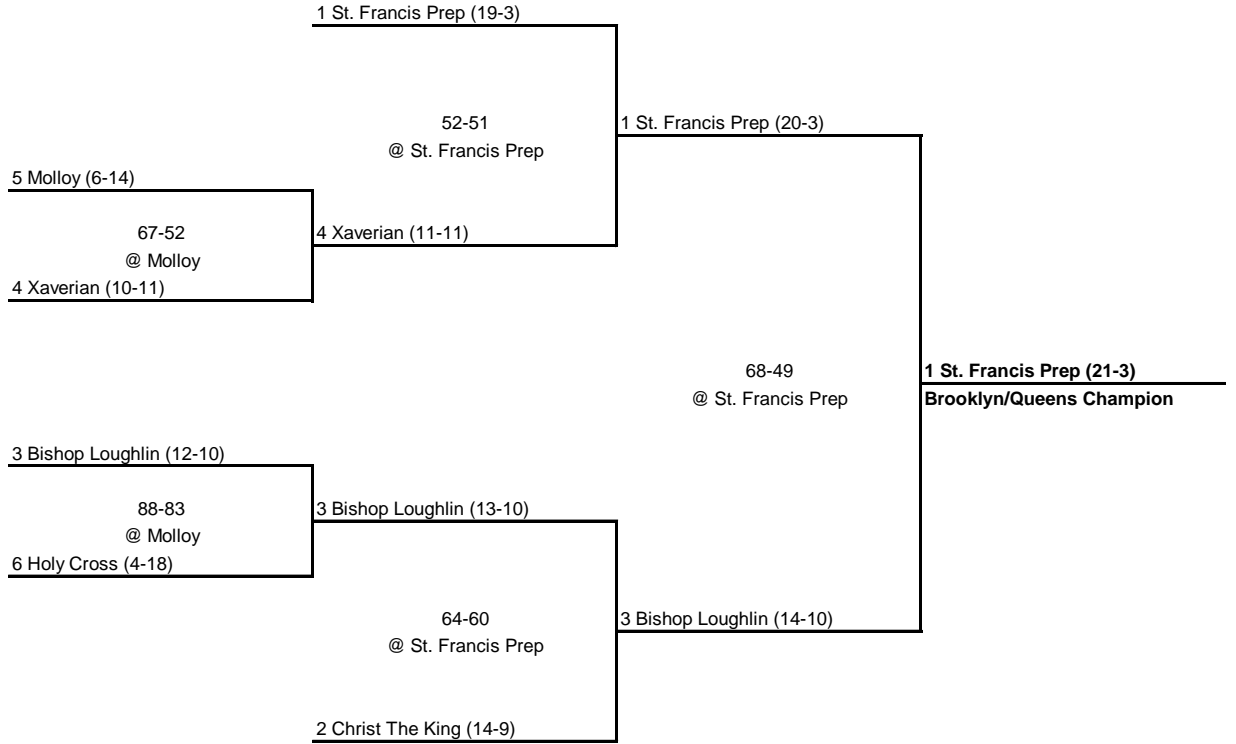 1 St. Francis Prep (19-3)
52-51
@ St. Francis Prep
1 St. Francis Prep (20-3)
5 Molloy (6-14)
67-52
@ Molloy
4 Xaverian (11-11)
4 Xaverian (10-11)
68-49
@ St. Francis Prep
1 St. Francis Prep (21-3)
Brooklyn/Queens Champion
3 Bishop Loughlin (12-10)
88-83
@ Molloy
3 Bishop Loughlin (13-10)
6 Holy Cross (4-18)
64-60
@ St. Francis Prep
3 Bishop Loughlin (14-10)
2 Christ The King (14-9)